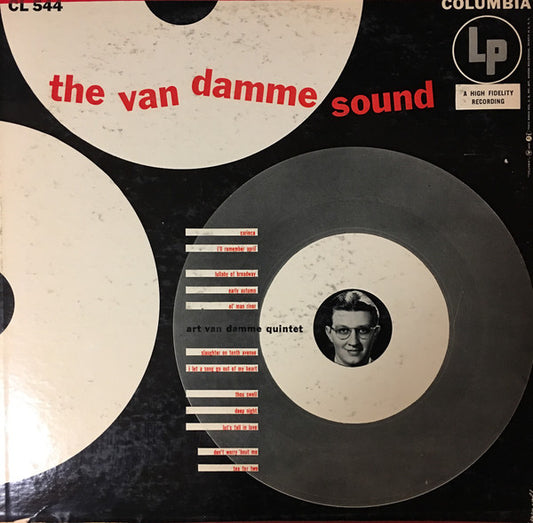 CL 544
COLUMBIA
Lp
A HIGH FIDELITY
RECORDING
the van damme sound
carioca
i'll remember april
lullaby of broadway
early autumn
ol' man river
art van damme quintet
slaughter on tenth avenue
i let a song go out of my heart
thou swell
deep night
let's fall in love
don't worry 'bout me
tea for two